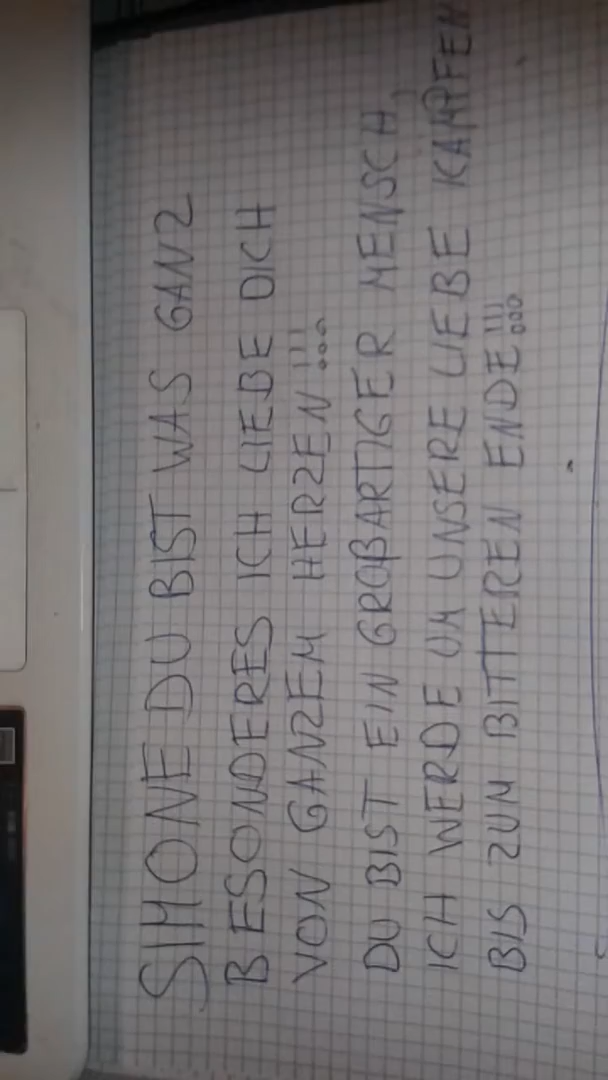 SIMONE DU BIST WAS GANZ
BESONDERES ICH LIEBE DICH
VON GANZEM HERZEN!!!
DU BIST EIN GROßARTIGER MENSCH,
ICH WERDE UM UNSERE LIEBE KÄMPFEN
BIS ZUM BITTEREN ENDE!!!